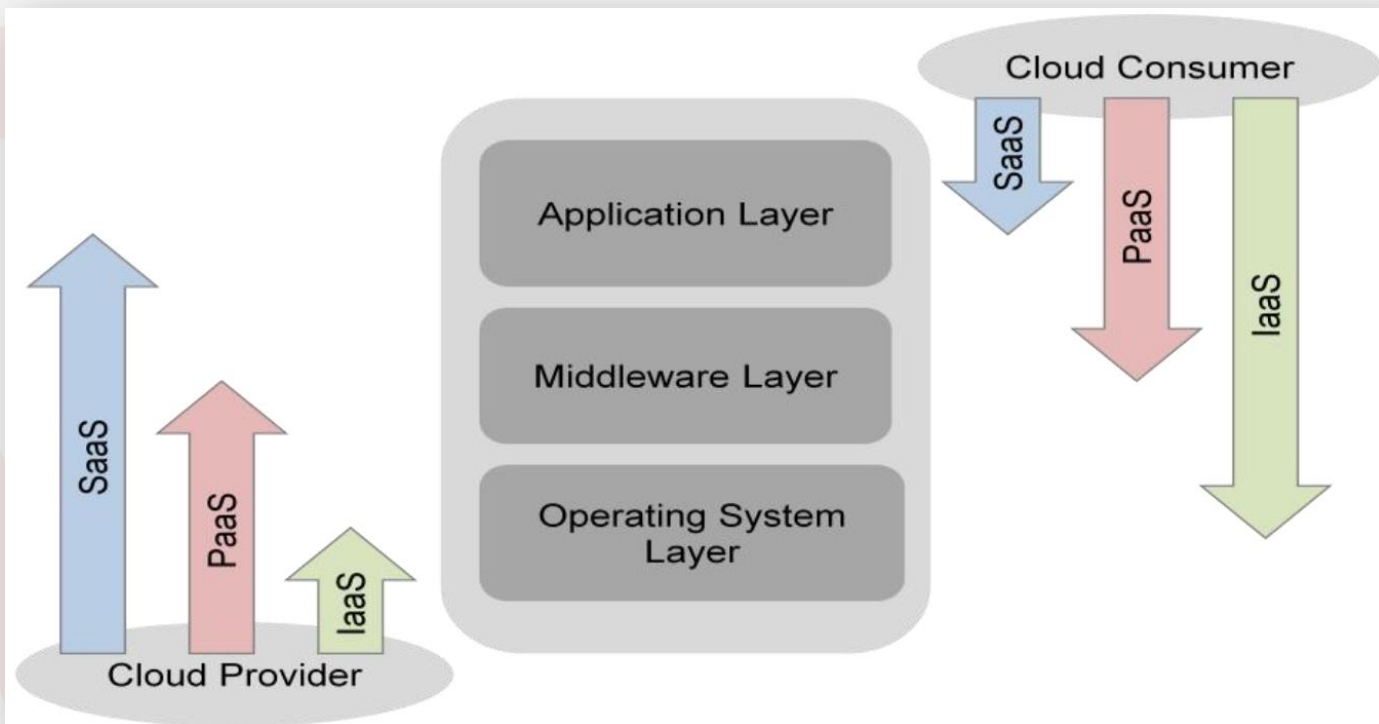 Cloud Consumer
SaaS
PaaS
IaaS
Application Layer
Middleware Layer
Operating System
Layer
SaaS
PaaS
IaaS
Cloud Provider